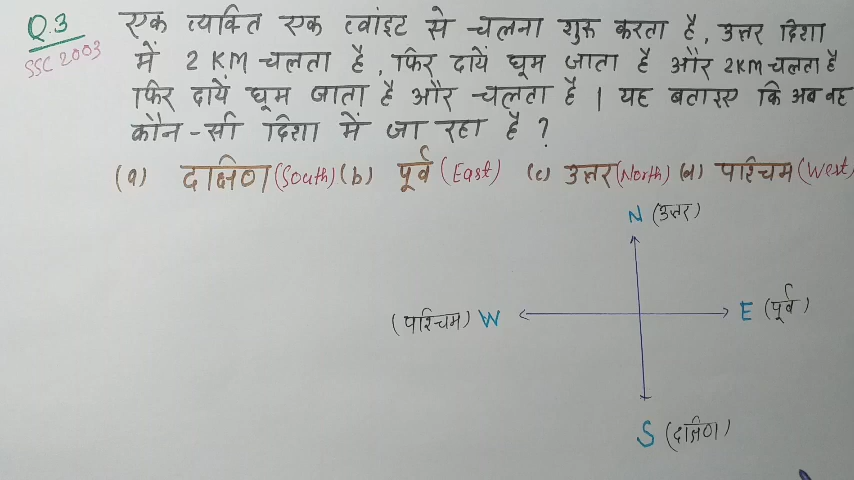 Q.3 एक व्यक्ति एक प्वांइट से चलना शुरू करता है, उत्तर दिशा
SSC 2003 में 2 KM चलता है, फिर दायें घूम जाता है और 2KM चलता है
फिर दायें घूम जाता है और चलता है । यह बताइए कि अब वह
कौन-सी दिशा में जा रहा है ?
(a) दक्षिण (South) (b) पूर्व (East) (c) उत्तर (North) (d) पश्चिम (West)
N (उत्तर)
(पश्चिम) W E (पूर्व)
S (दक्षिण)